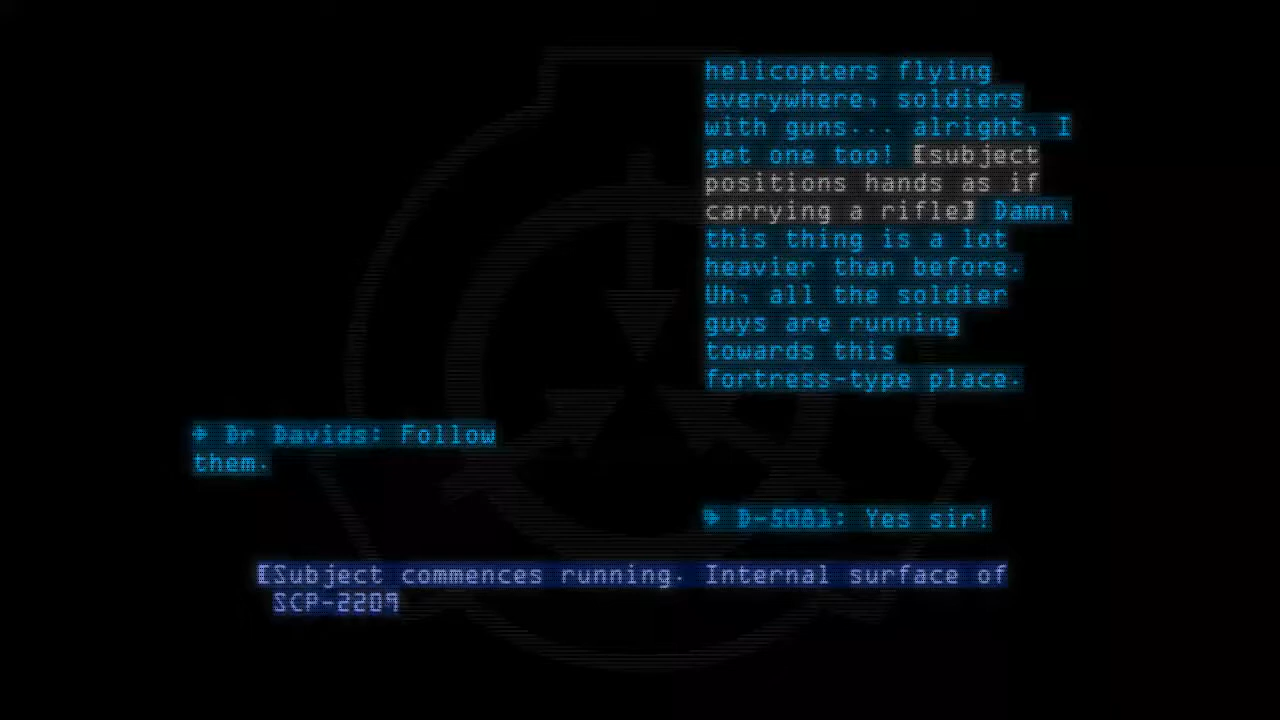 helicopters flying
everywhere, soldiers
with guns... alright, I
get one too! [subject
positions hands as if
carrying a rifle] Damn,
this thing is a lot
heavier than before.
Uh, all the soldier
guys are running
towards this
fortress-type place.
Dr Davids: Follow
them.
D-5081: Yes sir!
[Subject commences running. Internal surface of
SCP-2209